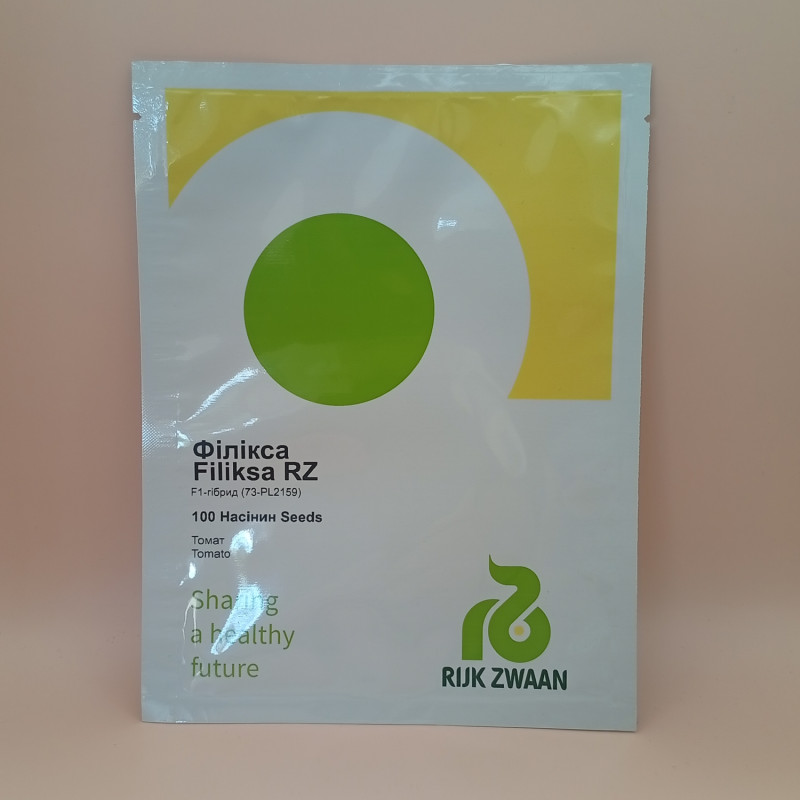 Філікса
Filiksa RZ
F1-гібрид (73-PL2159)
100 Насінин Seeds
Томат
Tomato
Sharing
a healthy
future
RIJK ZWAAN